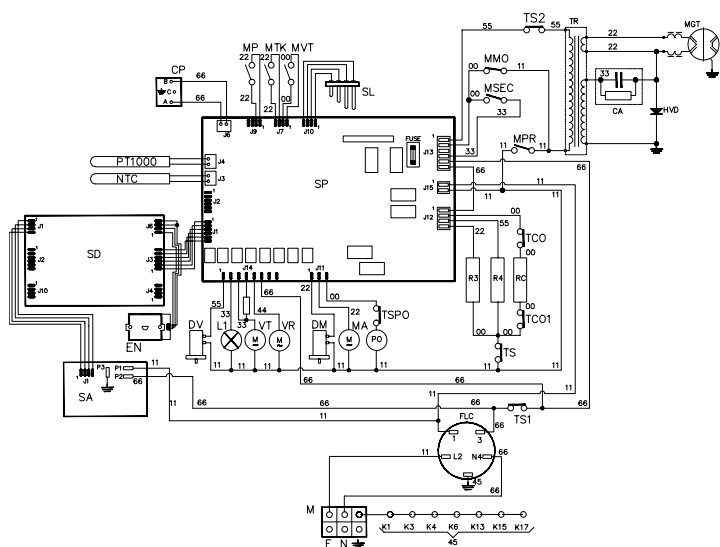 55 TS2 55 TR 22 MGT
22
MP MTK MVT
22 22 00
MMO
00 11
CP 66
B
C
A
66
SL
33
CA
HVD
MSEC
00
33
22 22 00
J6 J9 J7 J10
FUSE
MPR
11 11
J13
33
66
66
PT1000 J4
NTC J3
SP
J2
J15
11
11
J1 J6
J2 SD J3
J10 J4
J1
J12
00
22 55
TCO
00
R3 R4 RC
00
TCO1
00 00
TS
11
J14 J11
55 33 33 44 66 22 00
22
TSPO
DV L1 VT VR DM MA PO
M M M
11 11 11 11 11 11 11 11
EN
SA
J1
P3 P1 11
P2 66
66
11
66
66
11
66
TS1
FLC
11 66
1 3
L2 N4
11 66
45
66
M
F N
K1 K3 K4 K6 K13 K15 K17
45